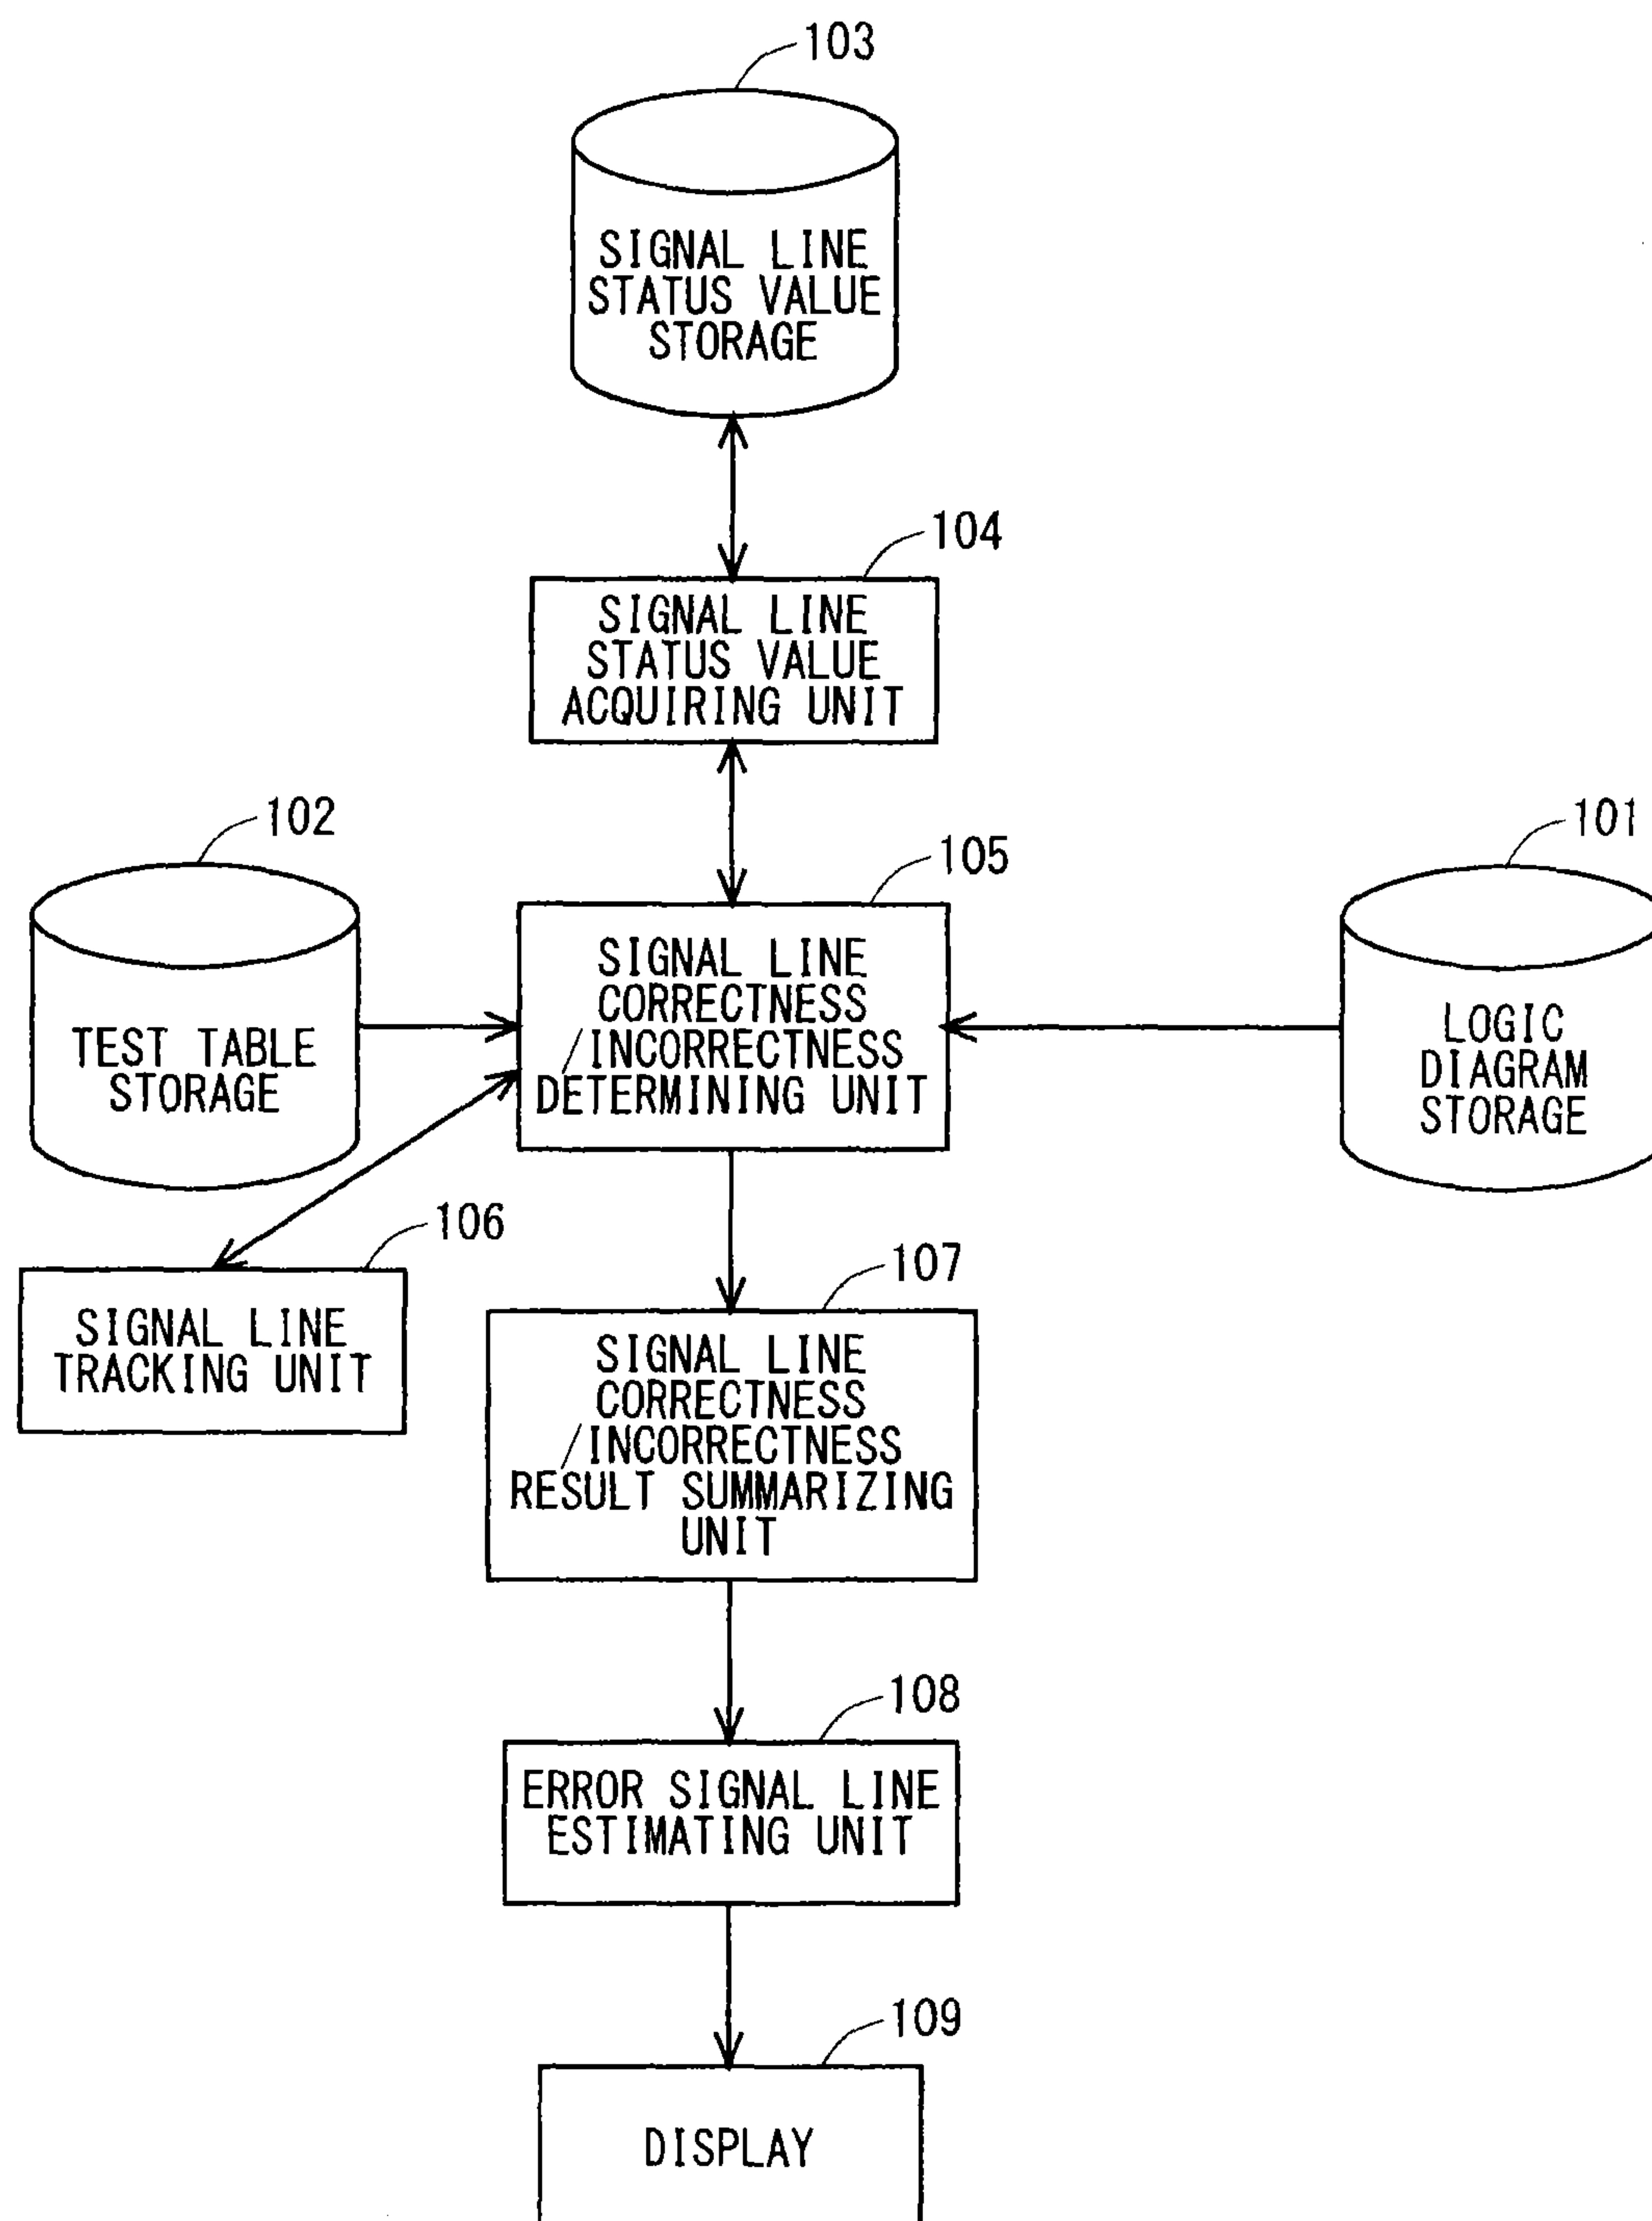 103
SIGNAL LINE
STATUS VALUE
STORAGE
104
SIGNAL LINE
STATUS VALUE
ACQUIRING UNIT
102
TEST TABLE
STORAGE
105
SIGNAL LINE
CORRECTNESS
/INCORRECTNESS
DETERMINING UNIT
101
LOGIC
DIAGRAM
STORAGE
106
SIGNAL LINE
TRACKING UNIT
107
SIGNAL LINE
CORRECTNESS
/INCORRECTNESS
RESULT SUMMARIZING
UNIT
108
ERROR SIGNAL LINE
ESTIMATING UNIT
109
DISPLAY